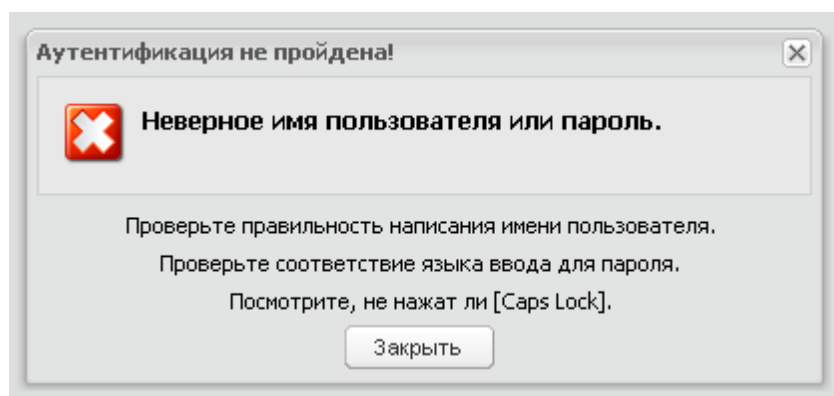 Аутентификация не пройдена!
Неверное имя пользователя или пароль.
Проверьте правильность написания имени пользователя.
Проверьте соответствие языка ввода для пароля.
Посмотрите, не нажат ли [Caps Lock].
Закрыть